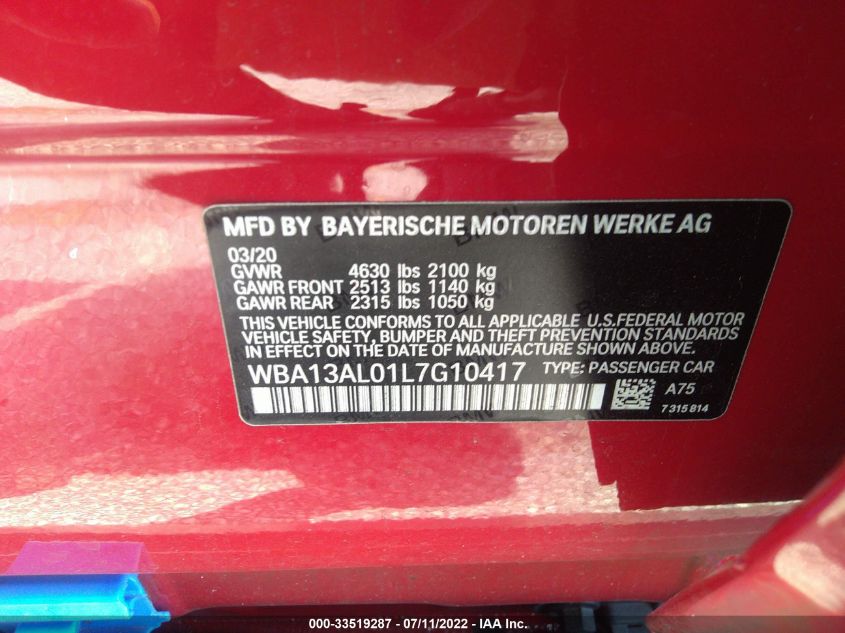 MFD BY BAYERISCHE MOTOREN WERKE AG
03/20
GVWR 4630 lbs 2100 kg
GAWR FRONT 2513 lbs 1140 kg
GAWR REAR 2315 lbs 1050 kg
THIS VEHICLE CONFORMS TO ALL APPLICABLE U.S.FEDERAL MOTOR
VEHICLE SAFETY, BUMPER AND THEFT PREVENTION STANDARDS
IN EFFECT ON THE DATE OF MANUFACTURE SHOWN ABOVE.
WBA13AL01L7G10417 TYPE: PASSENGER CAR
A75
7 315 814
000-33519287 - 07/11/2022 - IAA Inc.